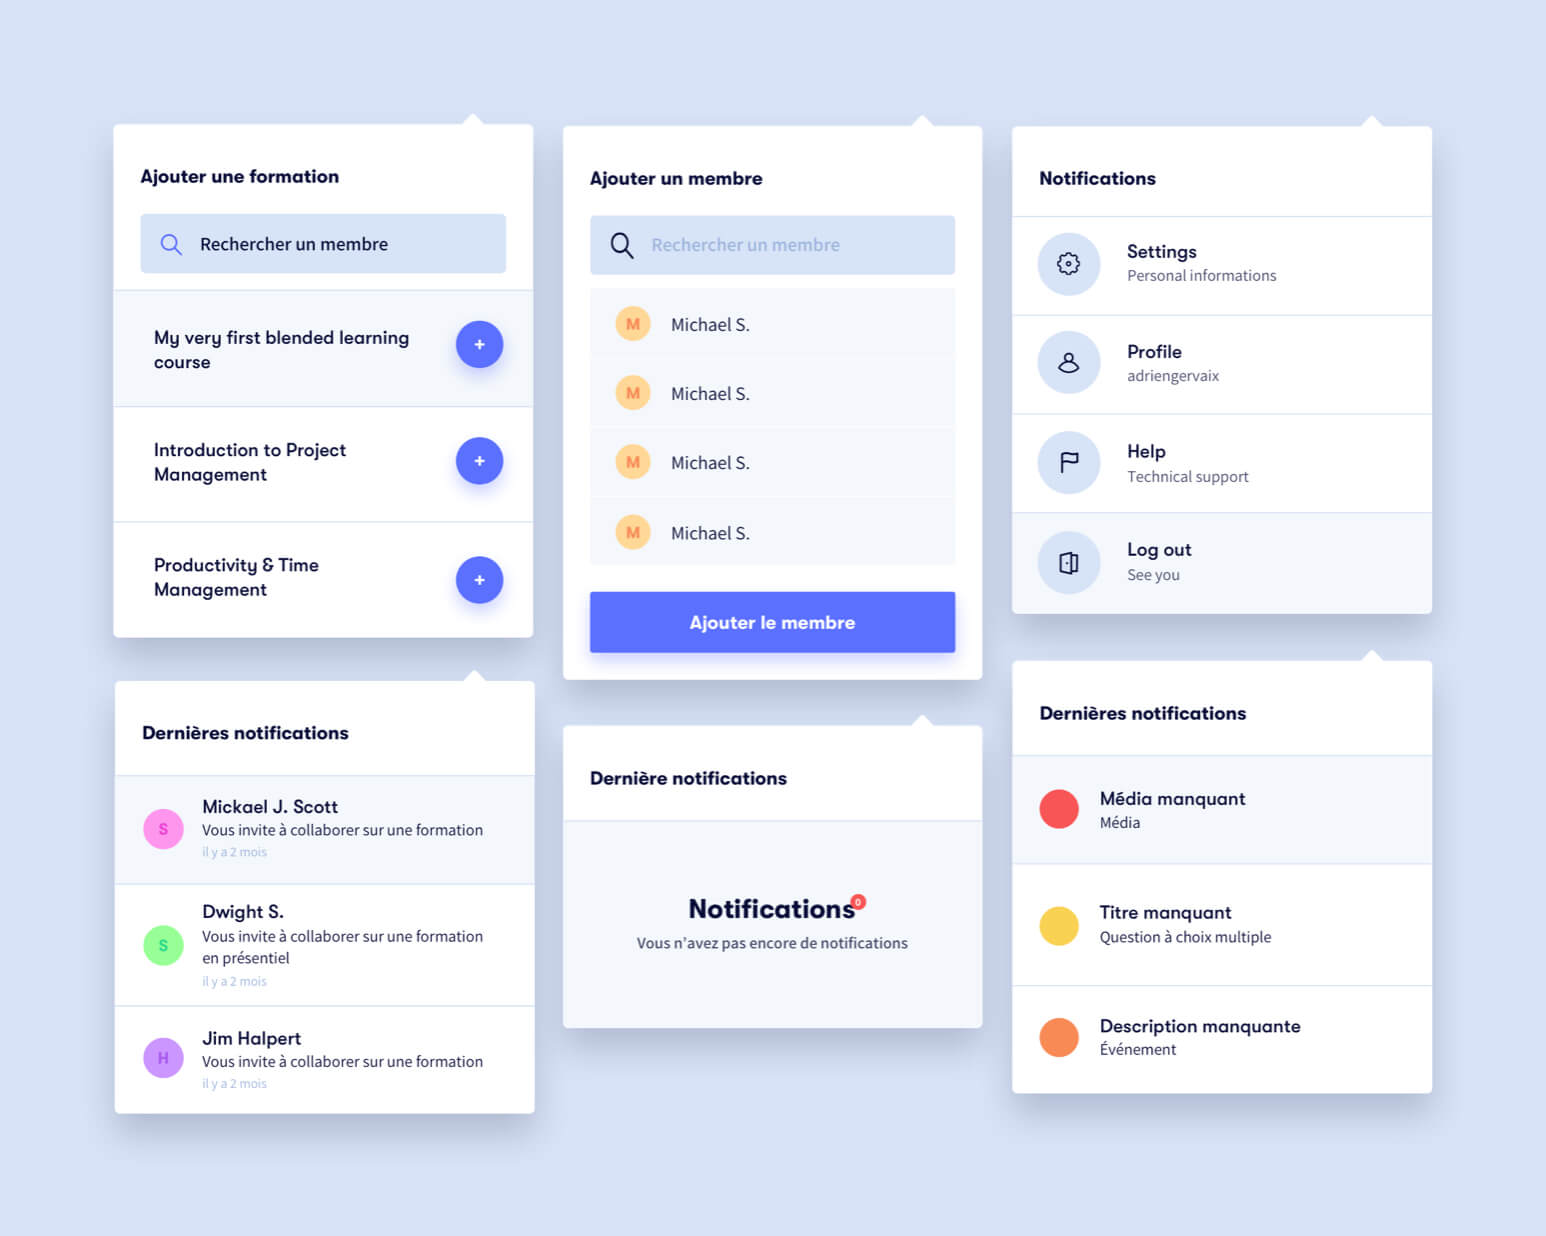 Ajouter une formation
Rechercher un membre
My very first blended learning
course
+
Introduction to Project
Management
+
Productivity & Time
Management
+
Ajouter un membre
Rechercher un membre
M Michael S.
M Michael S.
M Michael S.
M Michael S.
Ajouter le membre
Notifications
Settings
Personal informations
Profile
adriengervaix
Help
Technical support
Log out
See you
Dernières notifications
S
Mickael J. Scott
Vous invite à collaborer sur une formation
il y a 2 mois
S
Dwight S.
Vous invite à collaborer sur une formation
en présentiel
il y a 2 mois
H
Jim Halpert
Vous invite à collaborer sur une formation
il y a 2 mois
Dernière notifications
Notifications 0
Vous n'avez pas encore de notifications
Dernières notifications
Média manquant
Média
Titre manquant
Question à choix multiple
Description manquante
Événement